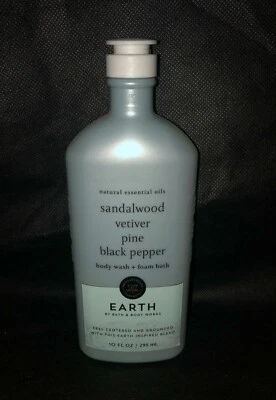 natural essential oils
sandalwood
vetiver
pine
black pepper
body wash + foam bath
EARTH
BY BATH & BODY WORKS
KEEP CENTERED AND GROUNDED
WITH THIS EARTH-INSPIRED BLEND
10 FL OZ / 295 mL